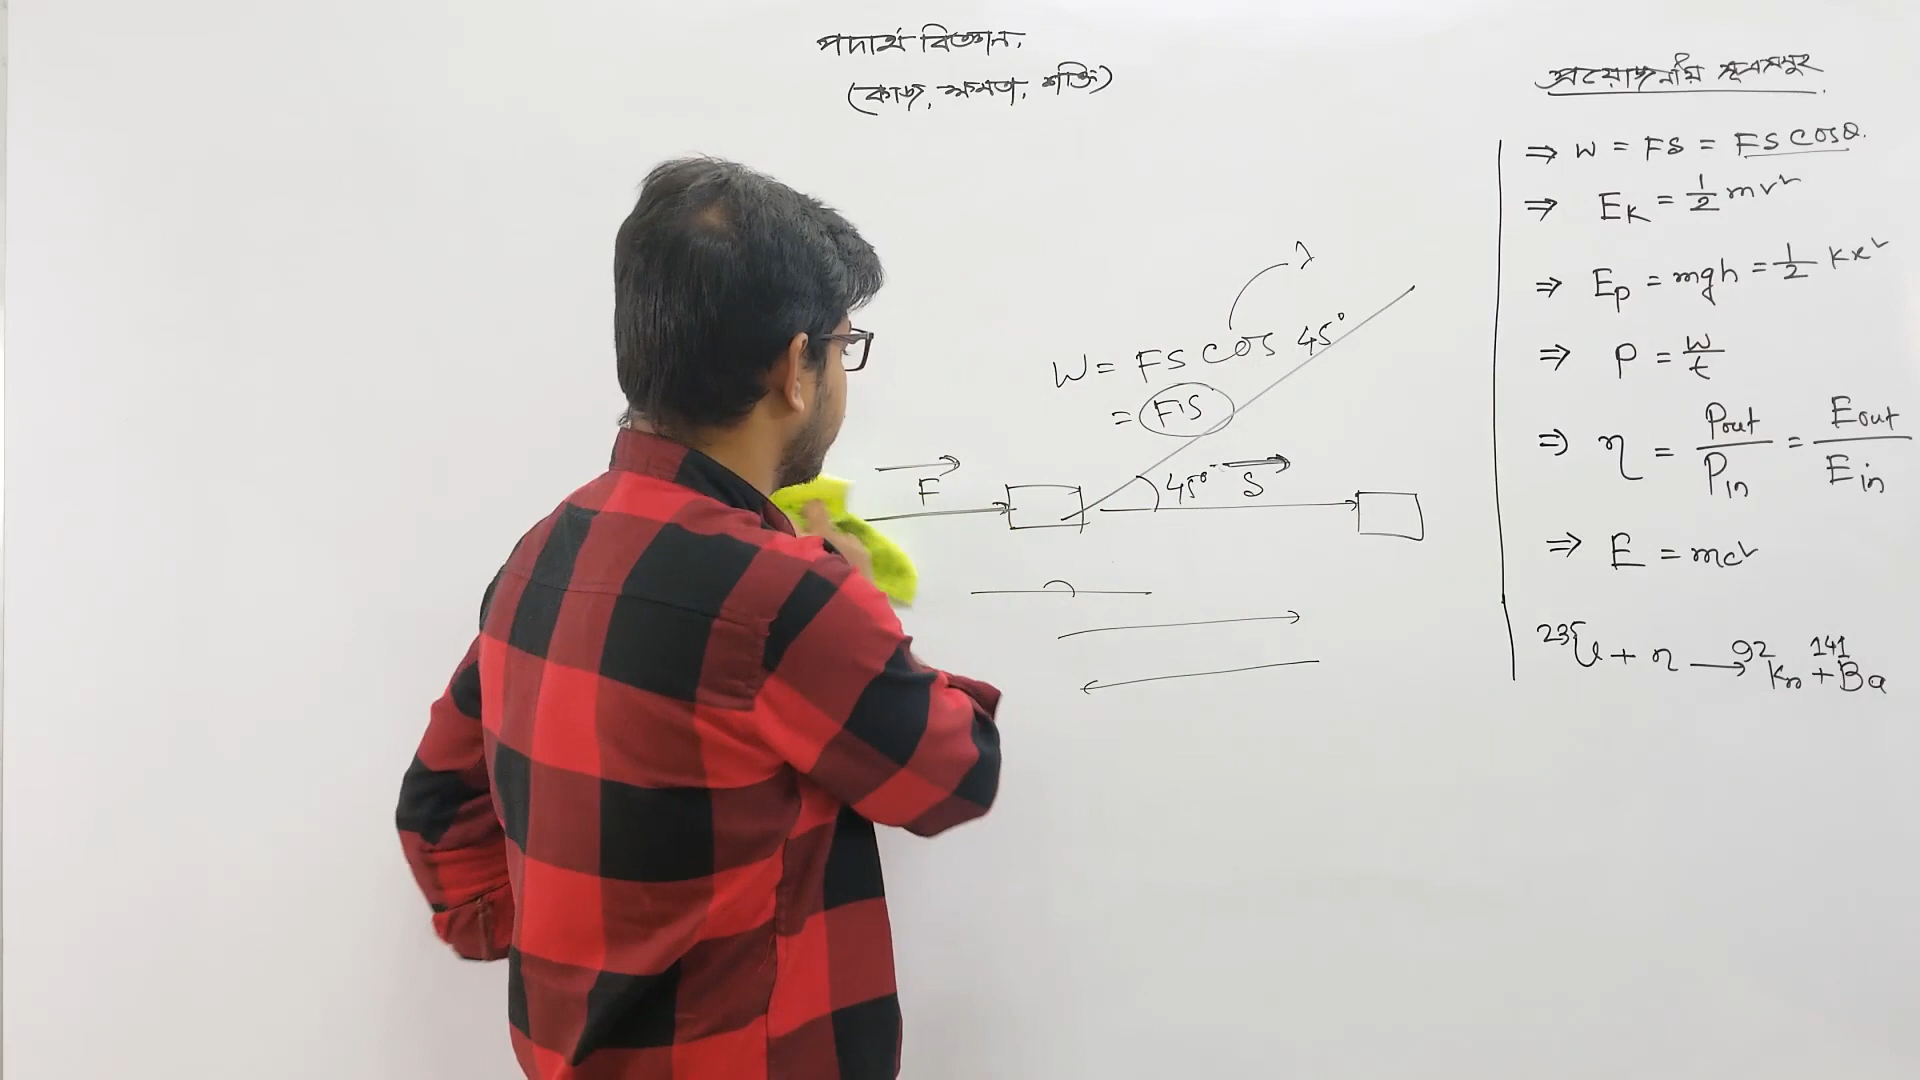 পদার্থ বিজ্ঞান,
(কাজ, ক্ষমতা, শক্তি)
W = FS cos 45°
= FS
F
45°
S
প্রয়োজনীয় সূত্রসমূহ
⇒ W = FS = FS cosθ.
⇒ Eₖ = 1/2 mv²
⇒ Eₚ = mgh = 1/2 Kx²
⇒ P = W/t
⇒ η = Pout/Pin = Eout/Ein
⇒ E = mc²
²³⁵U + n → ⁹²Kr + ¹⁴¹Ba